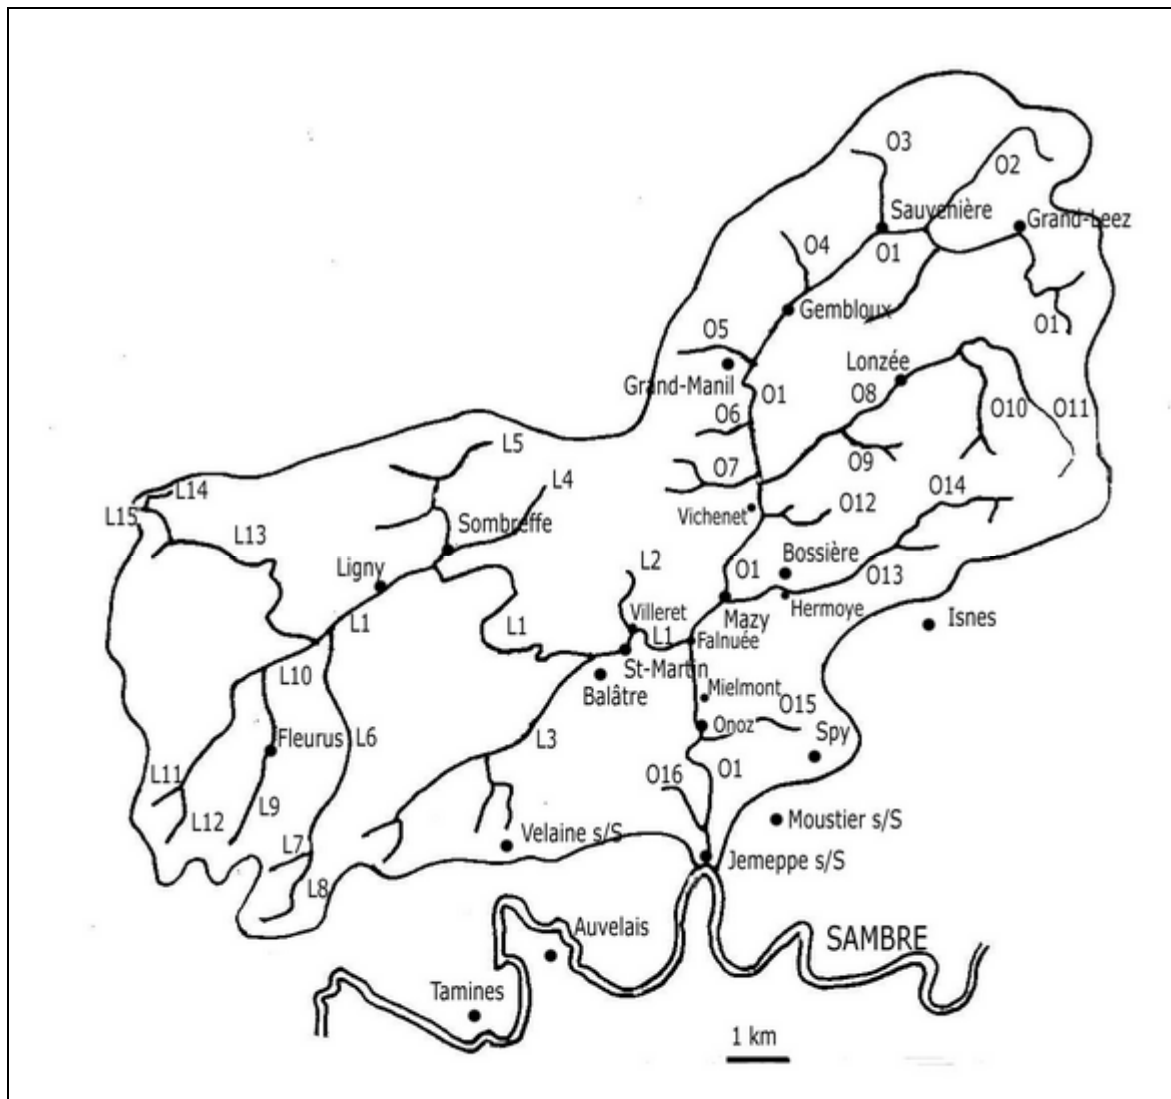 O3
O2
Sauvenière
Grand-Leez
O4
O1
Gembloux
O1
O5
Lonzée
Grand-Manil
O1
O8
O10
O11
O6
L5
O7
O9
L4
L14
O14
L15
O12
Sombreffe
Vichenet
L13
Bossière
Ligny
L2
O1
O13
Hermoye
Villeret
Mazy
Isnes
L1
L1
L1
Falnuée
St-Martin
L10
Balâtre
Mielmont
O15
Onoz
Fleurus
L6
L3
Spy
L11
O1
O16
L12
L9
Moustier s/S
Velaine s/S
L7
Jemeppe s/S
L8
Auvelais
SAMBRE
Tamines
1 km